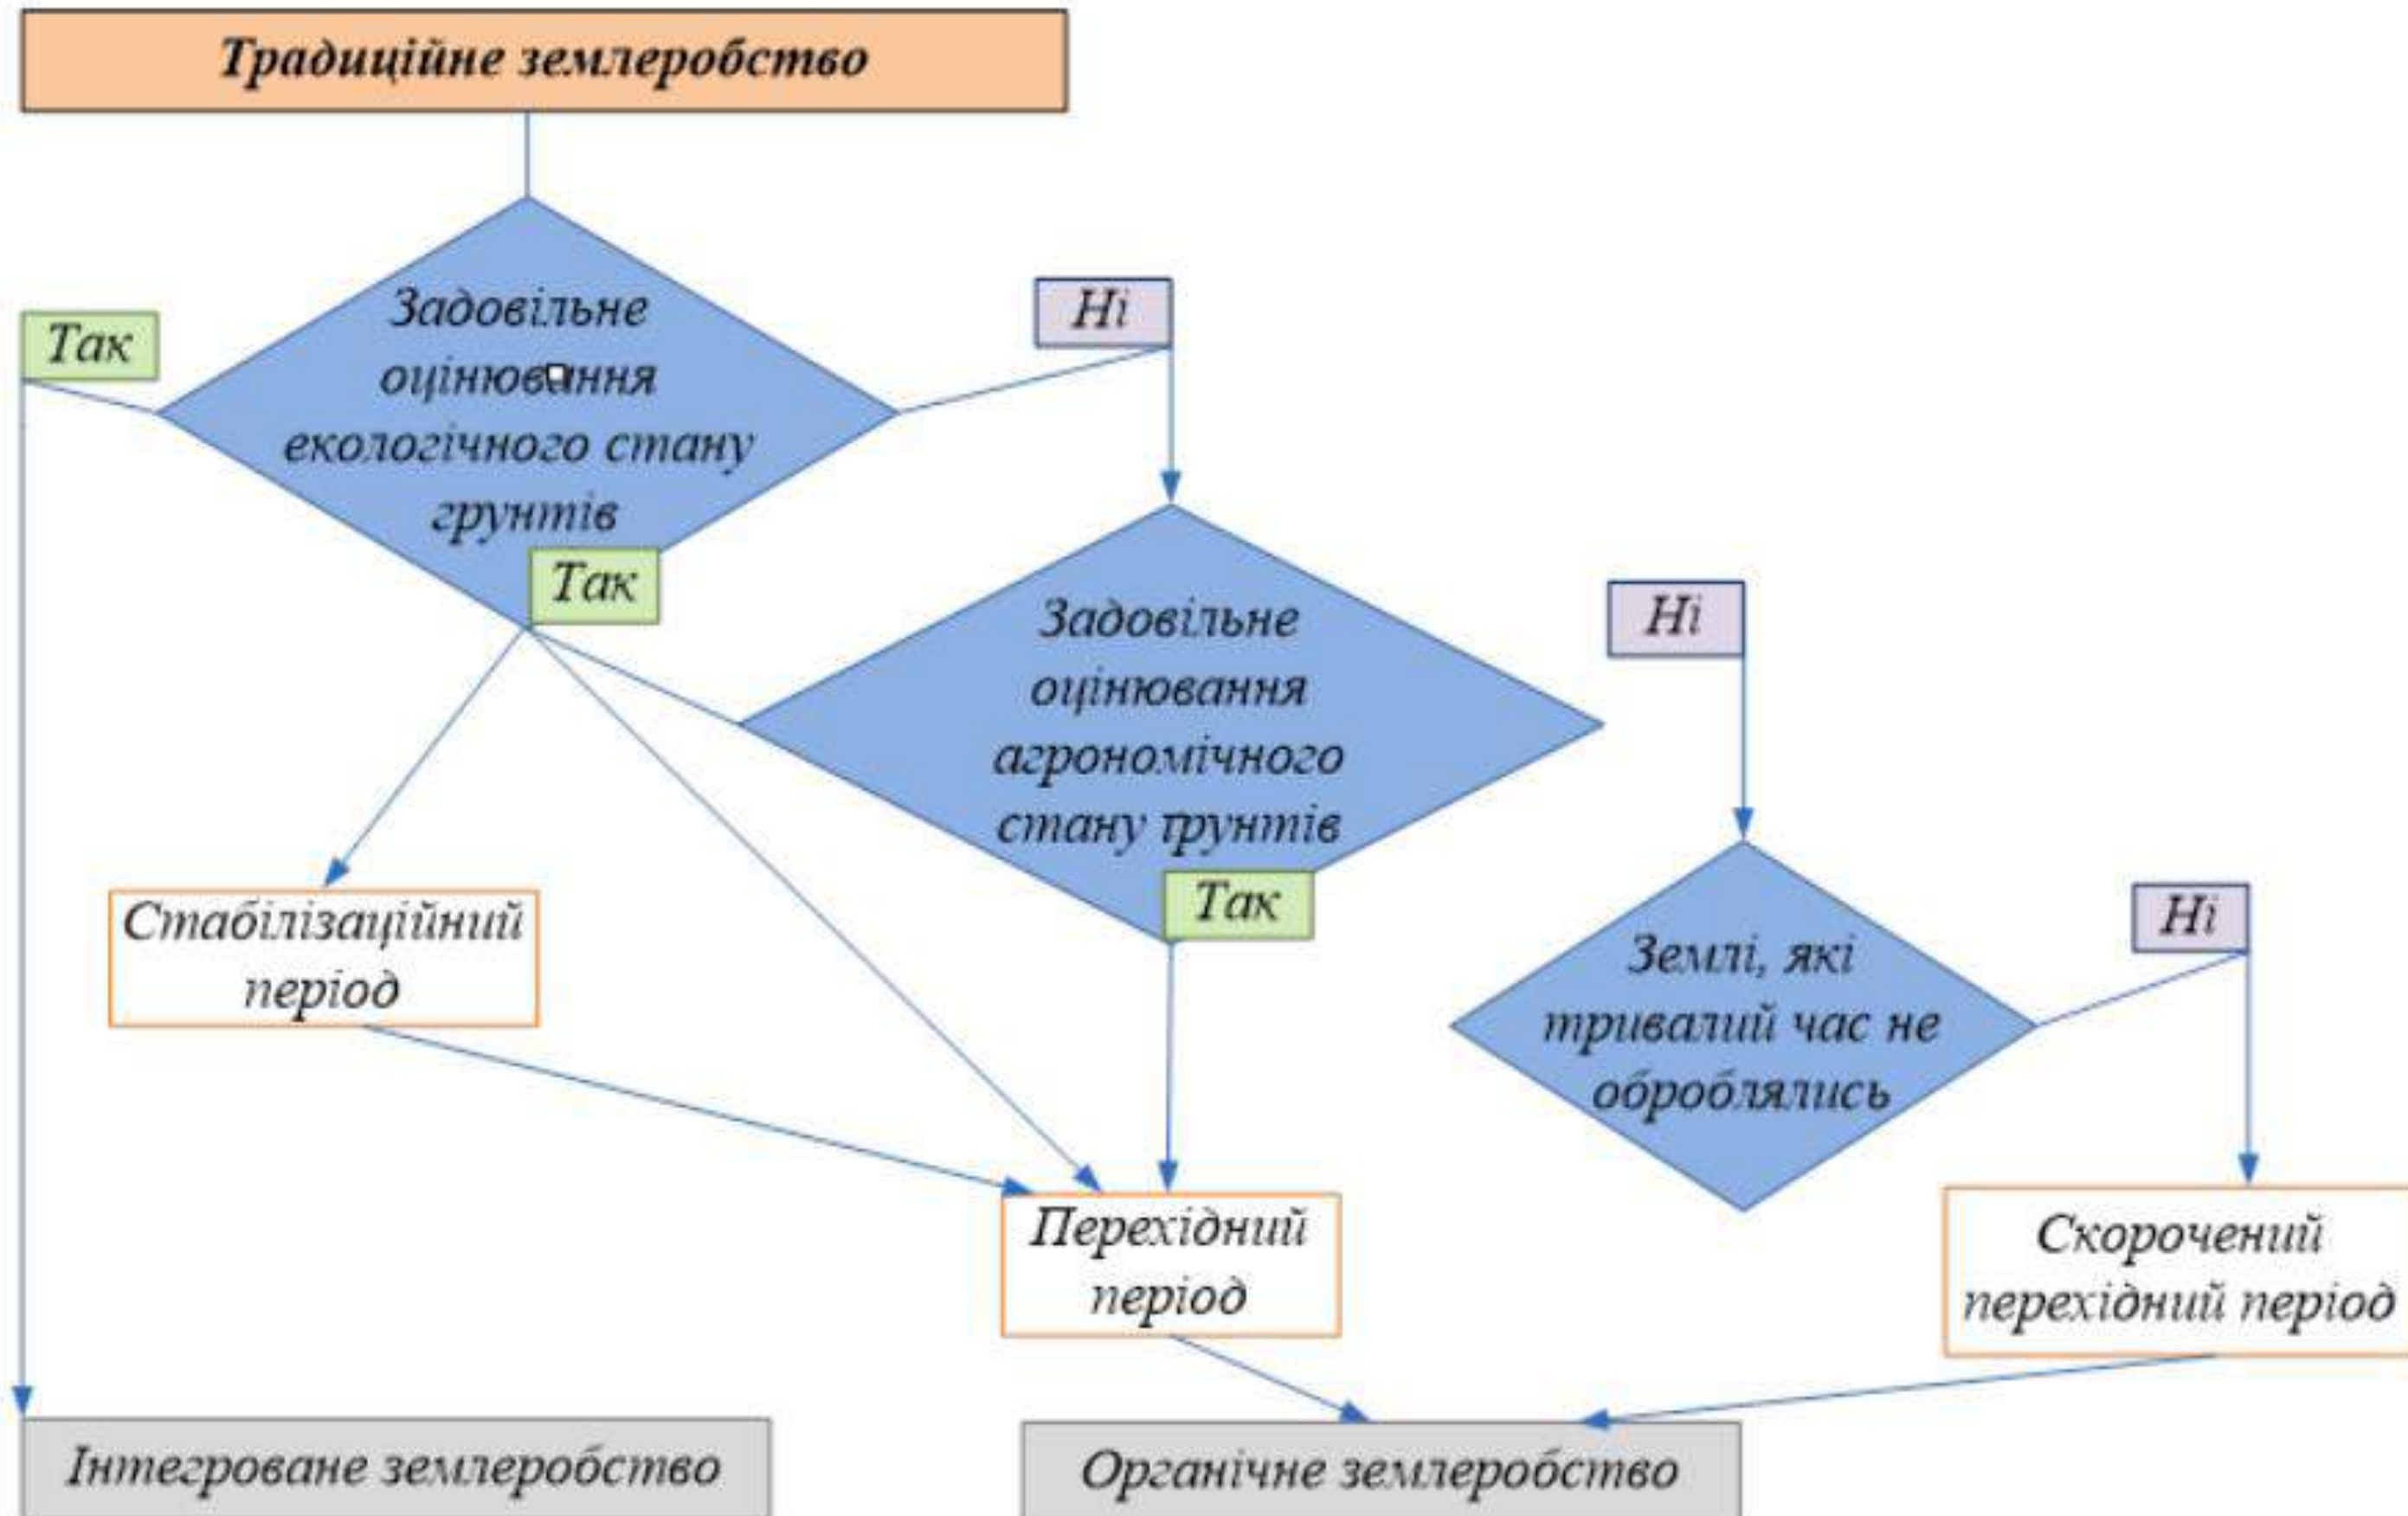 Традиційне землеробство
Так
Задовільне
оцінювання
екологічного стану
грунтів
Ні
Так
Задовільне
оцінювання
агрономічного
стану ґрунтів
Ні
Так
Стабілізаційний
період
Землі, які
тривалий час не
оброблялись
Ні
Перехідний
період
Скорочений
перехідний період
Інтегроване землеробство
Органічне землеробство